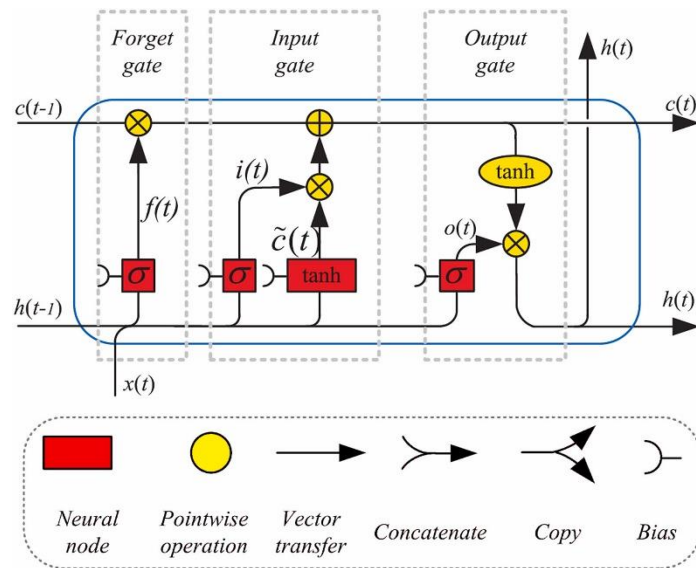 Forget
gate
Input
gate
Output
gate
h(t)
c(t-1)
c(t)
f(t)
i(t)
c̃(t)
tanh
o(t)
σ
σ
tanh
σ
h(t-1)
h(t)
x(t)
Neural
node
Pointwise
operation
Vector
transfer
Concatenate
Copy
Bias